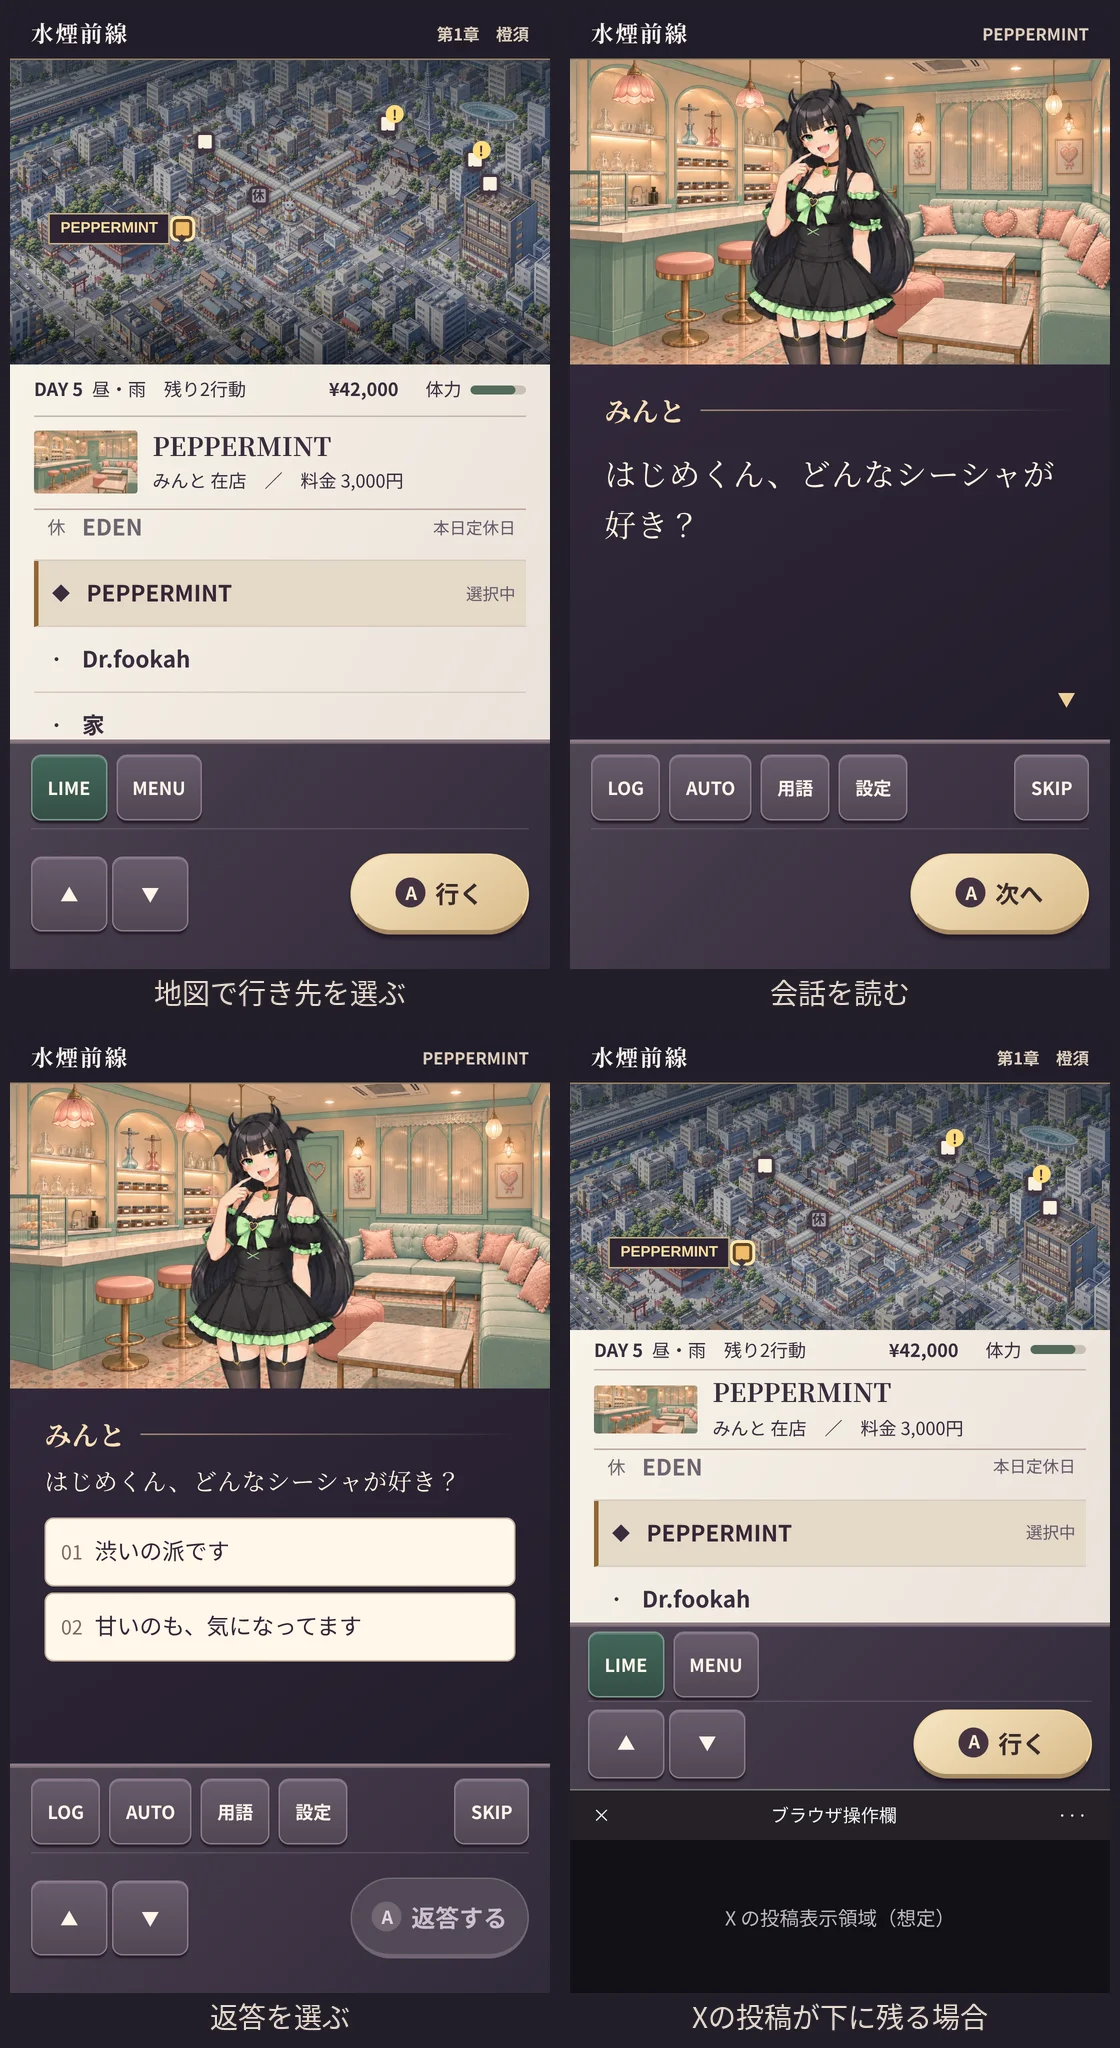 水煙前線
第1章 橙須
!
!
休
PEPPERMINT
DAY 5 昼・雨 残り2行動 ¥42,000 体力
PEPPERMINT
みんと 在店 ／ 料金 3,000円
休 EDEN 本日定休日
◆ PEPPERMINT 選択中
・ Dr.fookah
・ 家
LIME MENU
▲ ▼ A 行く
地図で行き先を選ぶ
水煙前線
PEPPERMINT
みんと
はじめくん、どんなシーシャが
好き？
▼
LOG AUTO 用語 設定 SKIP
A 次へ
会話を読む
水煙前線
PEPPERMINT
みんと
はじめくん、どんなシーシャが好き？
01 渋いの派です
02 甘いのも、気になってます
LOG AUTO 用語 設定 SKIP
▲ ▼ A 返答する
返答を選ぶ
水煙前線
第1章 橙須
!
!
休
PEPPERMINT
DAY 5 昼・雨 残り2行動 ¥42,000 体力
PEPPERMINT
みんと 在店 ／ 料金 3,000円
休 EDEN 本日定休日
◆ PEPPERMINT 選択中
・ Dr.fookah
LIME MENU
▲ ▼ A 行く
× ブラウザ操作欄 ···
X の投稿表示領域（想定）
Xの投稿が下に残る場合